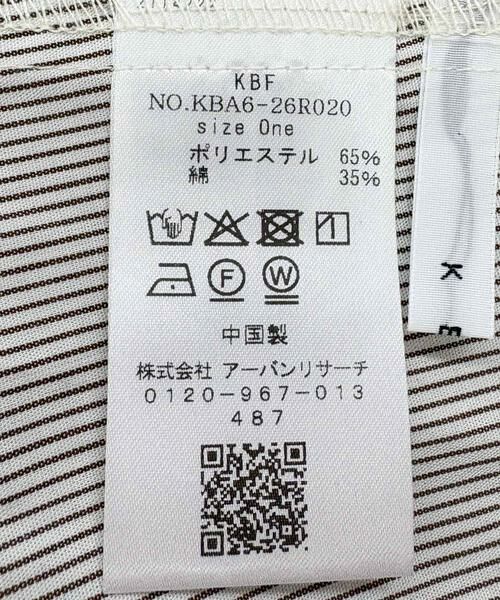 KBF
NO.KBA6-26R020
size One
ポリエステル 65%
綿 35%
F W
中国製
株式会社 アーバンリサーチ
0120-967-013
487
K